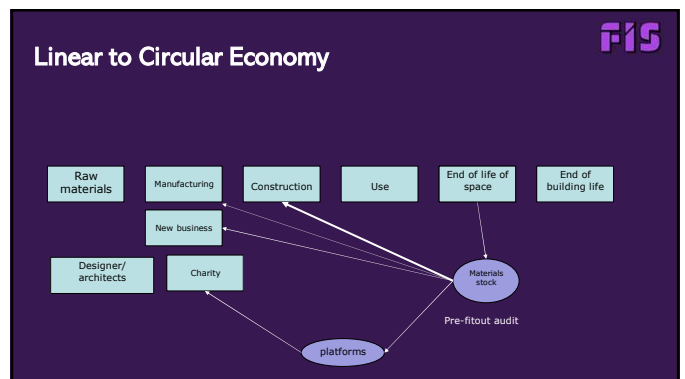 FIS
Linear to Circular Economy
Raw
materials
Manufacturing
Construction
Use
End of life of
space
End of
building life
New business
Designer/
architects
Charity
Materials
stock
Pre-fitout audit
platforms